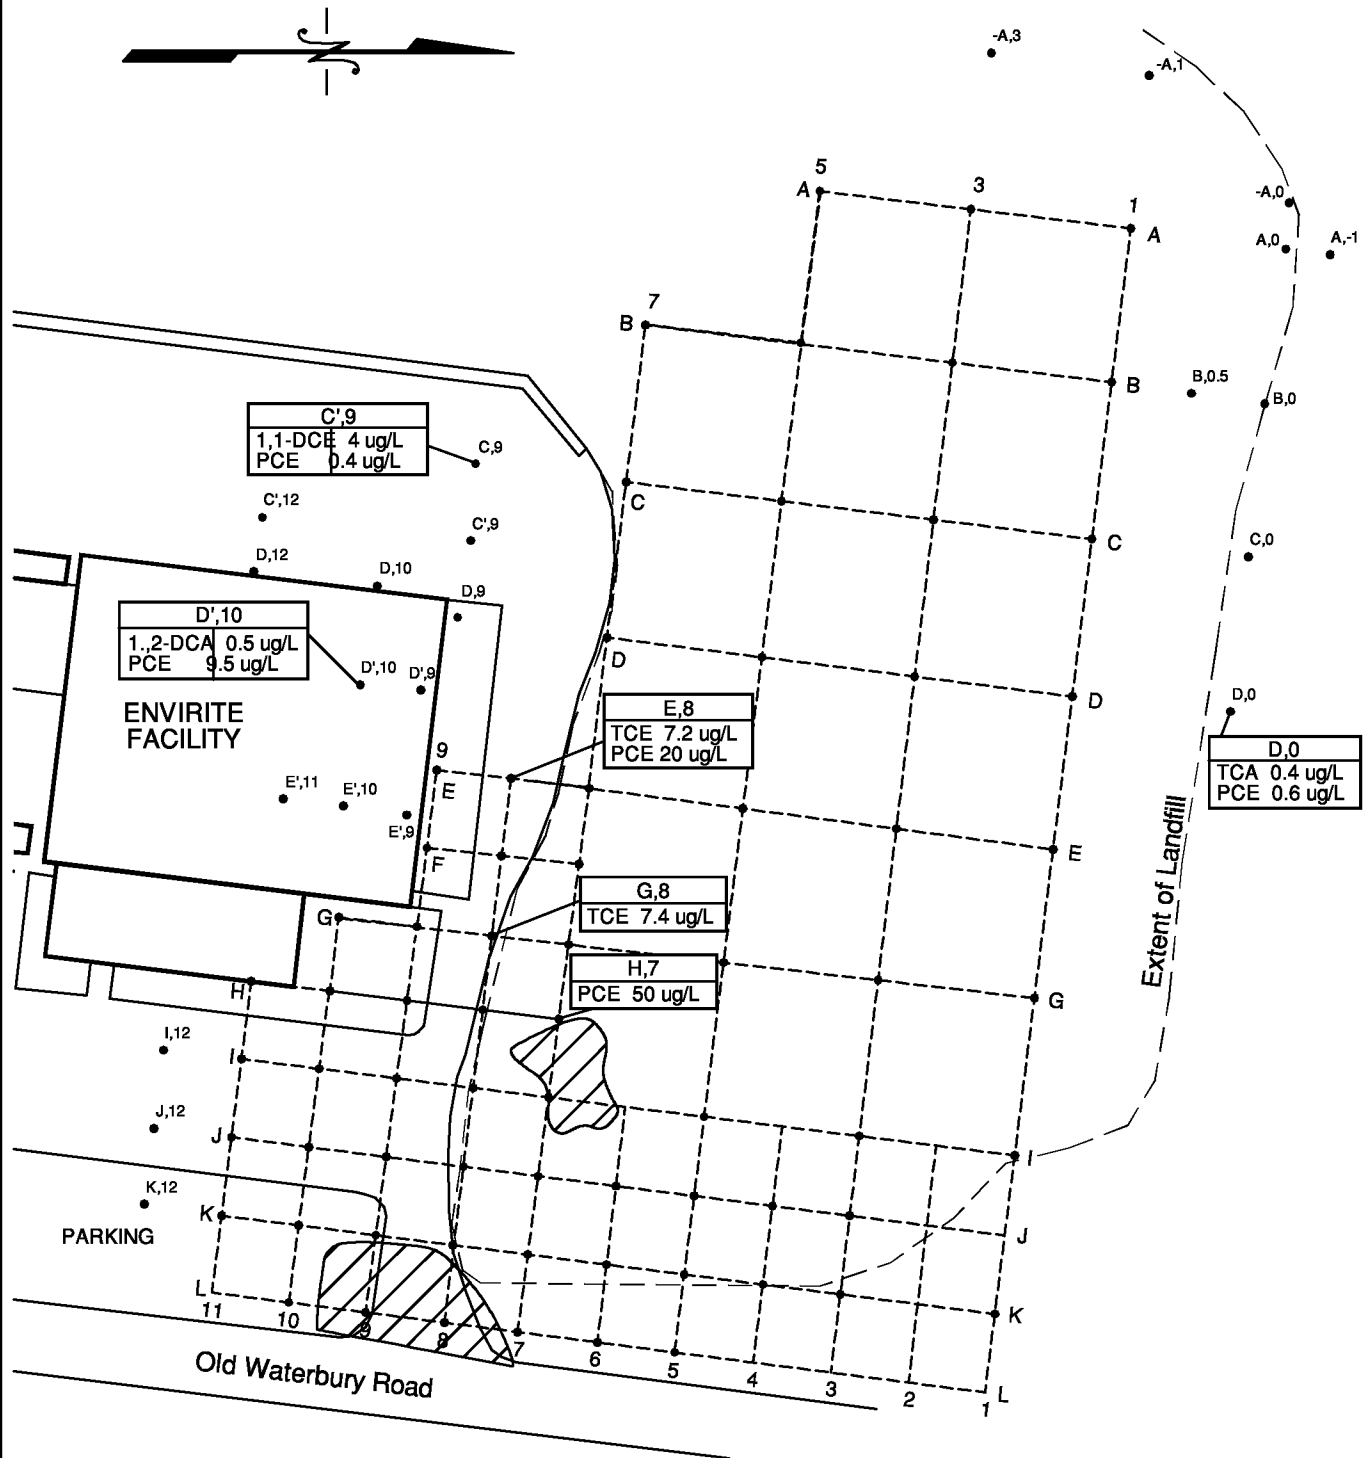 -A,3
-A,1
5
3
1
A
A
-A,0
A,0
A,-1
7
B
B
B,0.5
B,0
C',9
1,1-DCE 4 ug/L
PCE 0.4 ug/L
C,9
C
C',12
C',9
C
C,0
D,12
D,10
D,9
D',10
1.,2-DCA 0.5 ug/L
PCE 9.5 ug/L
D',10
D',9
D
D
D,0
ENVIRITE
FACILITY
E,8
TCE 7.2 ug/L
PCE 20 ug/L
D,0
TCA 0.4 ug/L
PCE 0.6 ug/L
9
E
E',11
E',10
E',9
E
F
Extent of Landfill
G,8
TCE 7.4 ug/L
G
G
H,7
PCE 50 ug/L
H
I,12
I
I
J,12
J
J
K,12
K
K
PARKING
L
L
11
10
9
8
7
6
5
4
3
2
1
Old Waterbury Road